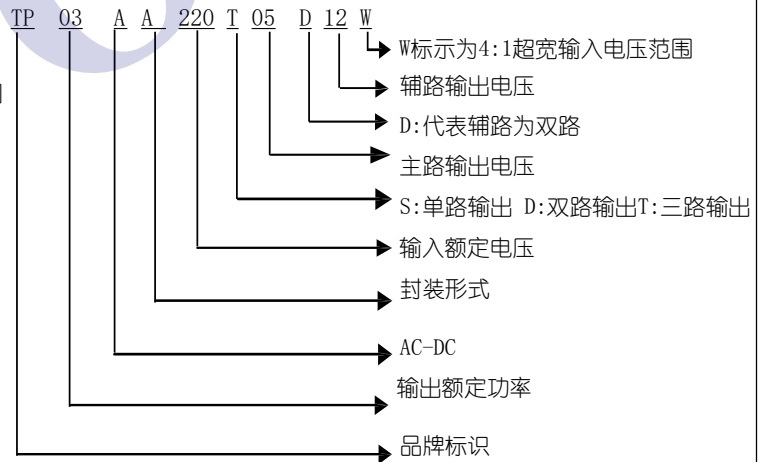 TP 03 A A 220 T 05 D 12 W
W标示为4:1超宽输入电压范围
辅路输出电压
D:代表辅路为双路
主路输出电压
S:单路输出 D:双路输出T:三路输出
输入额定电压
封装形式
AC-DC
输出额定功率
品牌标识